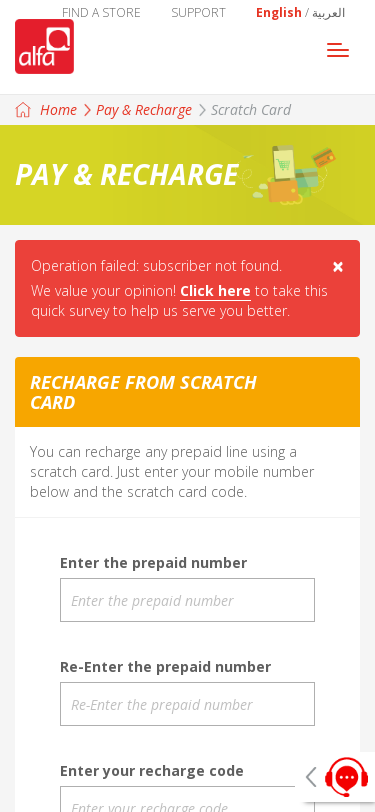 FIND A STORE SUPPORT English / العربية
alfa
Home Pay & Recharge Scratch Card
PAY & RECHARGE
Operation failed: subscriber not found. ×
We value your opinion! Click here to take this
quick survey to help us serve you better.
RECHARGE FROM SCRATCH
CARD
You can recharge any prepaid line using a
scratch card. Just enter your mobile number
below and the scratch card code.
Enter the prepaid number
Enter the prepaid number
Re-Enter the prepaid number
Re-Enter the prepaid number
Enter your recharge code
Enter your recharge code